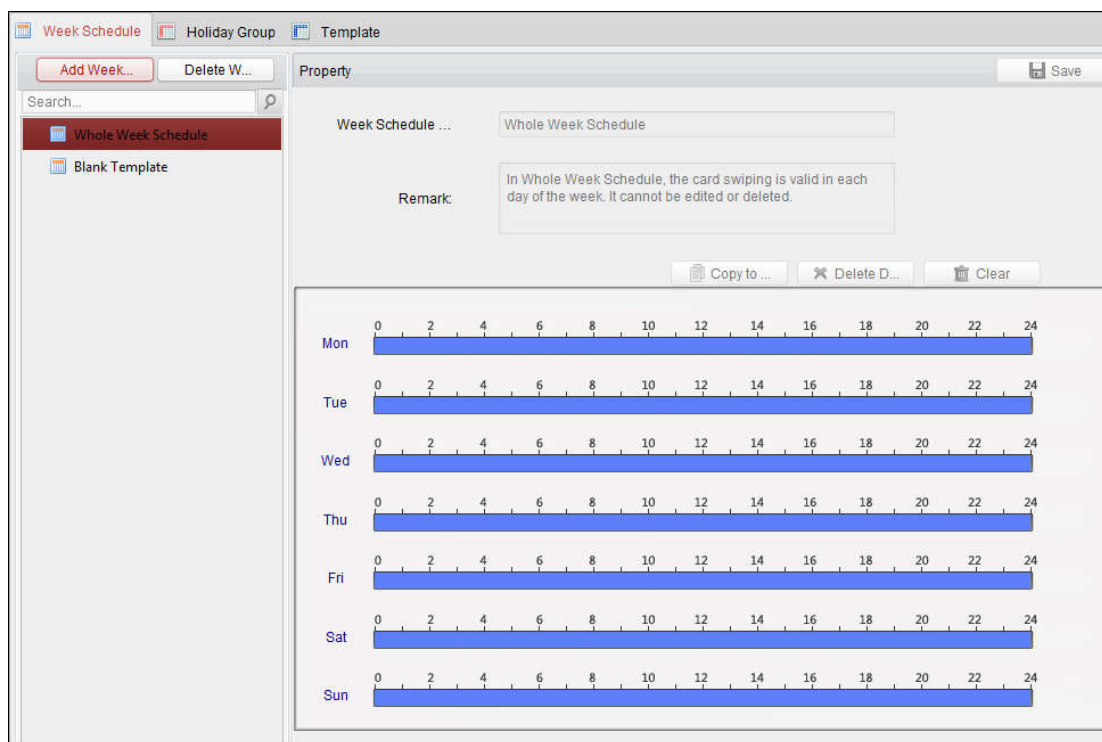 Week Schedule Holiday Group Template
Add Week... Delete W...
Search...
Whole Week Schedule
Blank Template
Property Save
Week Schedule ... Whole Week Schedule
Remark: In Whole Week Schedule, the card swiping is valid in each
day of the week. It cannot be edited or deleted.
Copy to ... Delete D... Clear
0 2 4 6 8 10 12 14 16 18 20 22 24
Mon
0 2 4 6 8 10 12 14 16 18 20 22 24
Tue
0 2 4 6 8 10 12 14 16 18 20 22 24
Wed
0 2 4 6 8 10 12 14 16 18 20 22 24
Thu
0 2 4 6 8 10 12 14 16 18 20 22 24
Fri
0 2 4 6 8 10 12 14 16 18 20 22 24
Sat
0 2 4 6 8 10 12 14 16 18 20 22 24
Sun